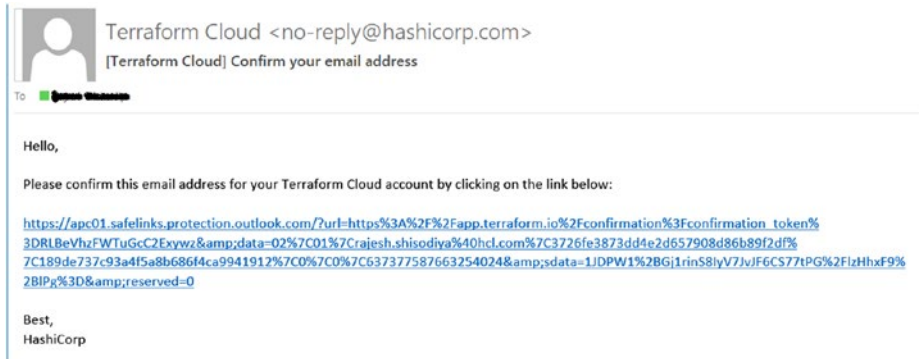 Terraform Cloud <no-reply@hashicorp.com>
[Terraform Cloud] Confirm your email address
To
Hello,
Please confirm this email address for your Terraform Cloud account by clicking on the link below:
https://apc01.safelinks.protection.outlook.com/?url=https%3A%2F%2Fapp.terraform.io%2Fconfirmation%3Fconfirmation_token%
3DRLBeVhzFWTuGcC2Exywz&amp;data=02%7C01%7Crajesh.shisodiya%40hcl.com%7C3726fe3873dd4e2d657908d86b89f2df%
7C189de737c93a4f5a8b686f4ca9941912%7C0%7C0%7C637377587663254024&amp;sdata=1JDPW1%2BGj1rinS8IyV7JvJF6CS77tPG%2FlzHhxF9%
2BlPg%3D&amp;reserved=0
Best,
HashiCorp